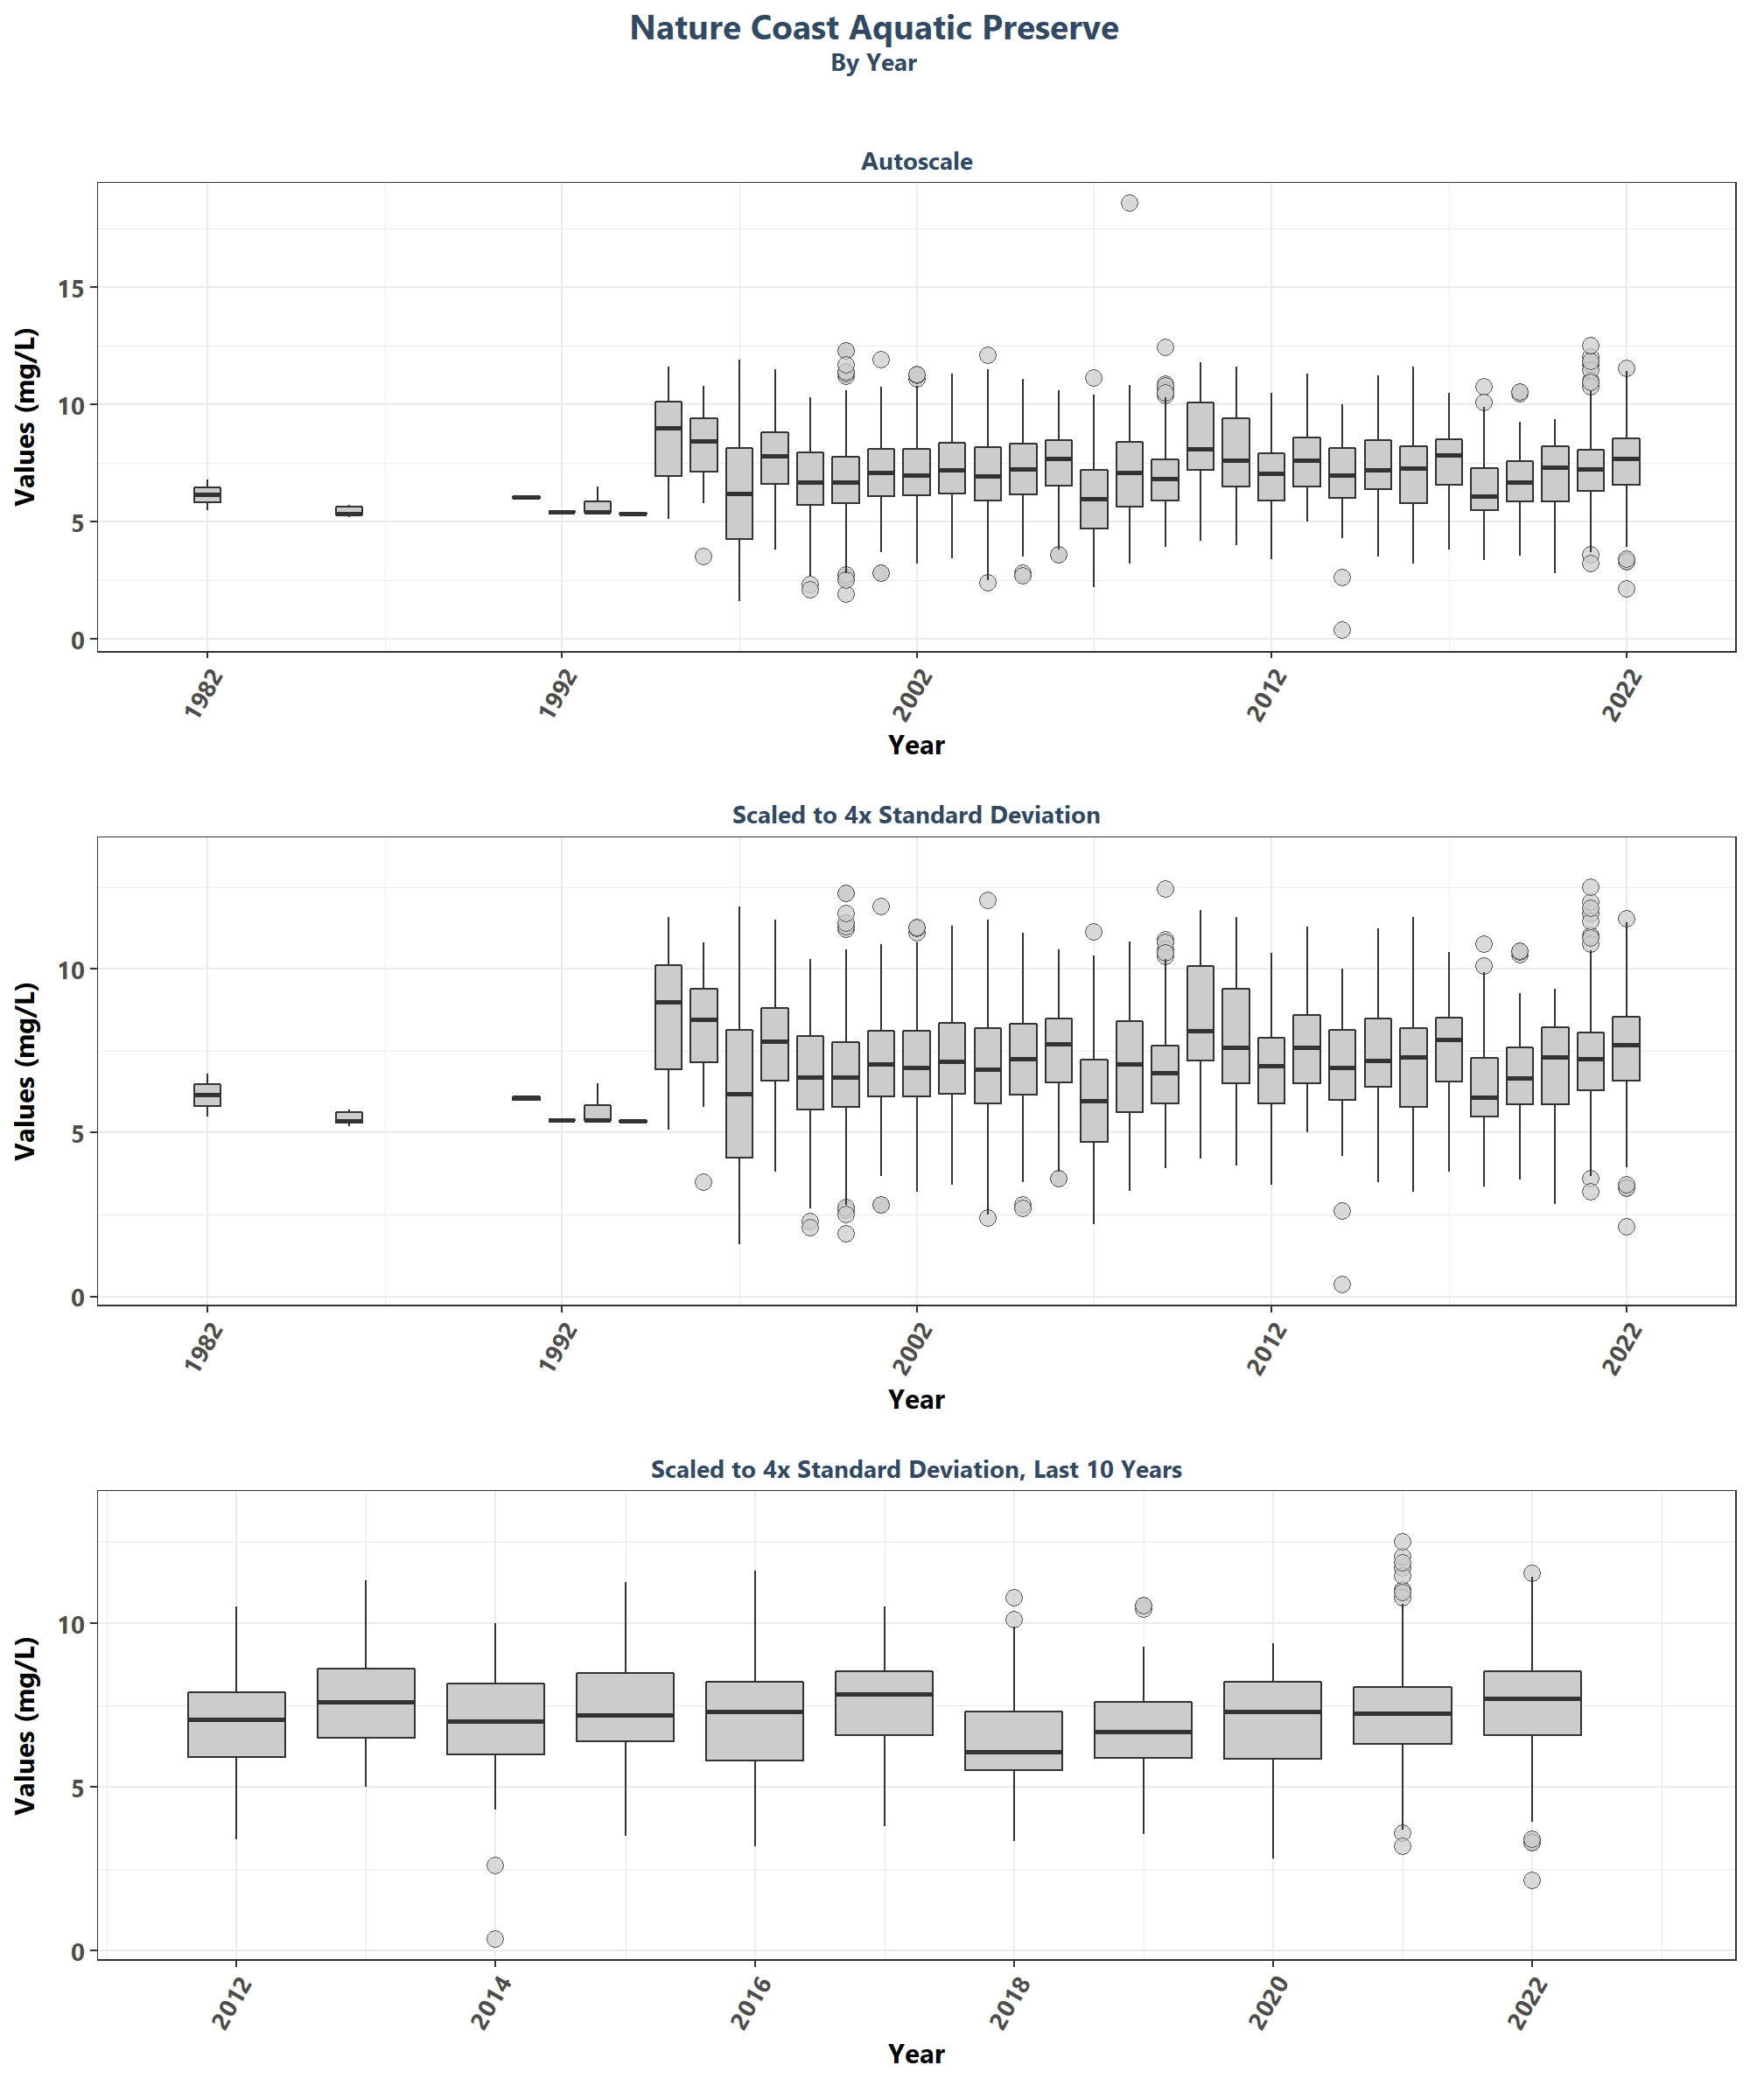 Nature Coast Aquatic Preserve
By Year
Autoscale
Values (mg/L)
15
10
5
0
1982
1992
2002
2012
2022
Year
Scaled to 4x Standard Deviation
Values (mg/L)
10
5
0
1982
1992
2002
2012
2022
Year
Scaled to 4x Standard Deviation, Last 10 Years
Values (mg/L)
10
5
0
2012
2014
2016
2018
2020
2022
Year